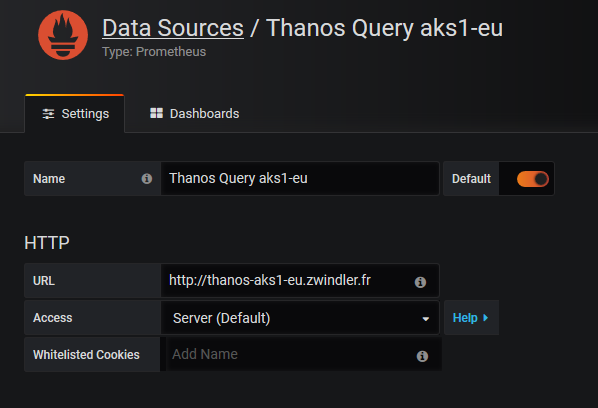 Data Sources / Thanos Query aks1-eu
Type: Prometheus
Settings
Dashboards
Name
Thanos Query aks1-eu
Default
HTTP
URL
http://thanos-aks1-eu.zwindler.fr
Access
Server (Default)
Help
Whitelisted Cookies
Add Name